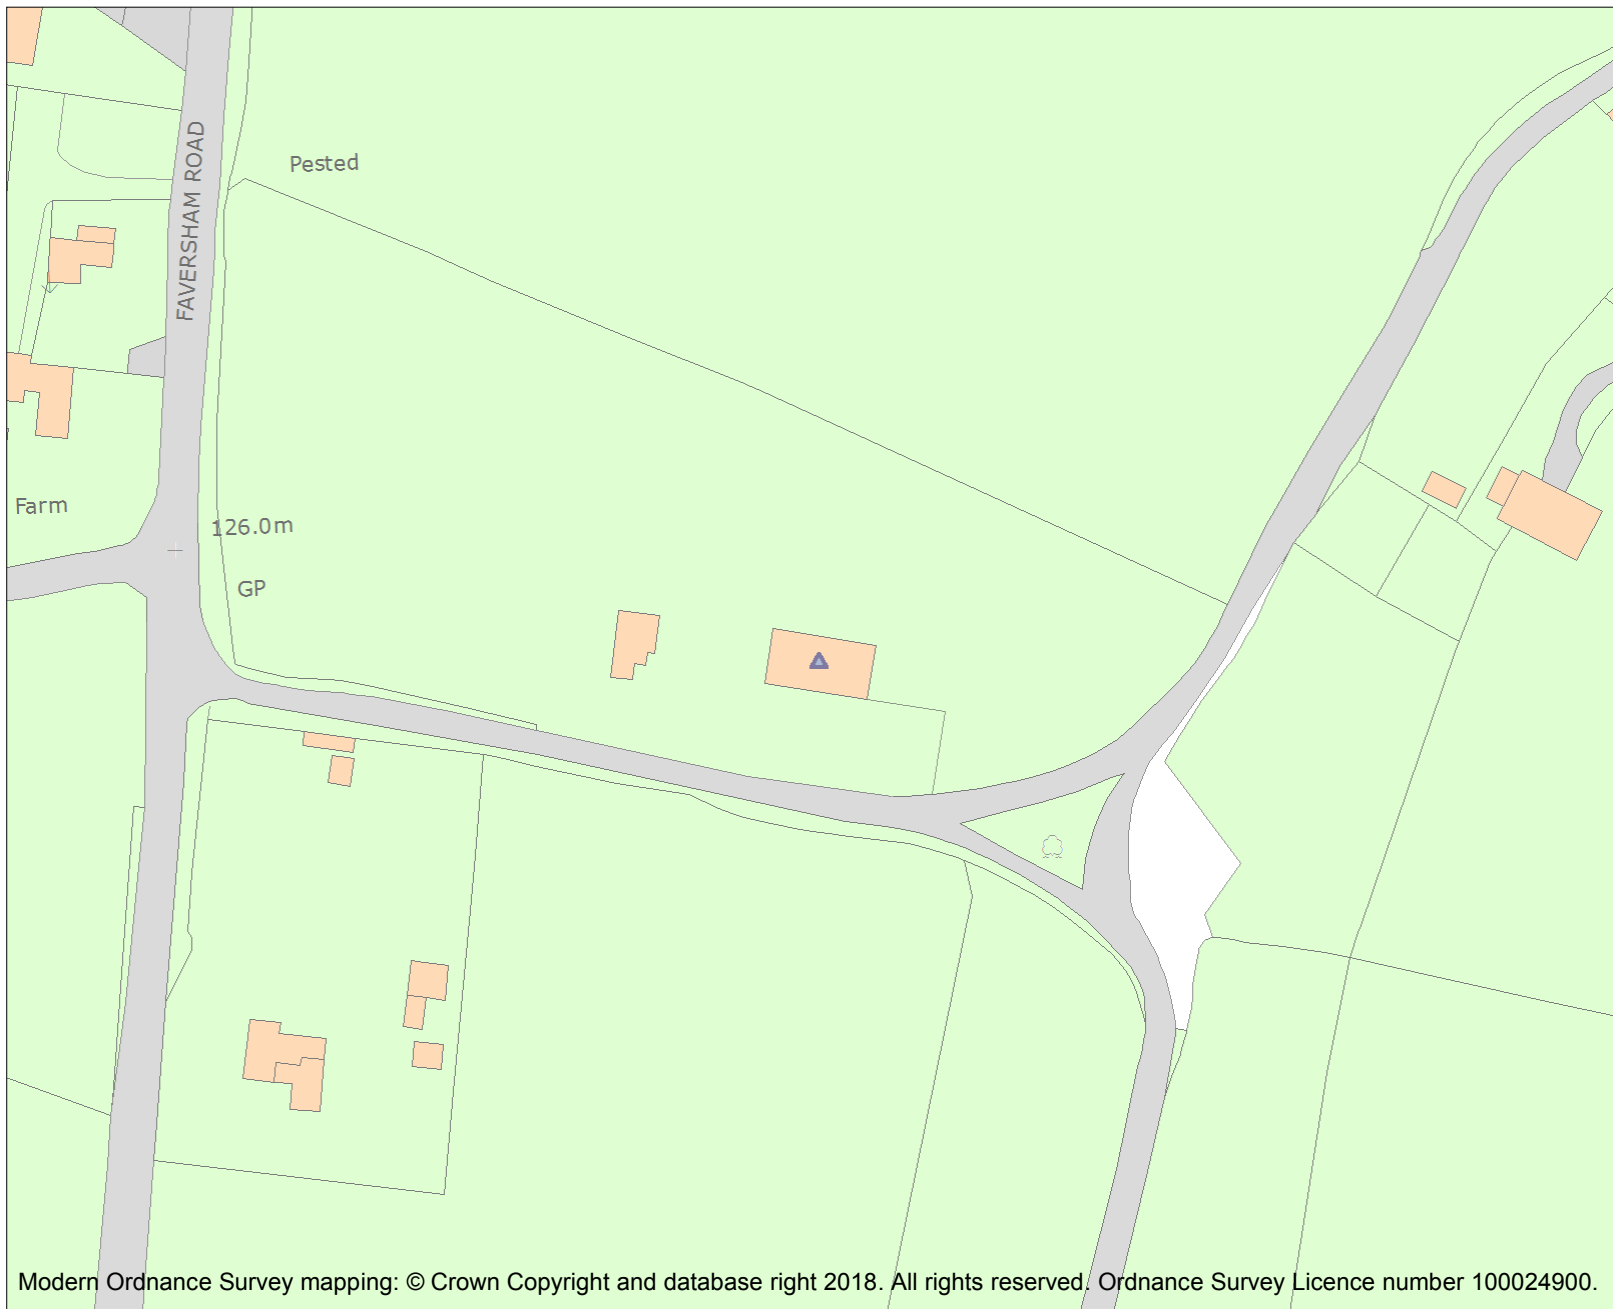 FAVERSHAM ROAD
Pested
Farm
126.0m
GP
Modern Ordnance Survey mapping: © Crown Copyright and database right 2018. All rights reserved. Ordnance Survey Licence number 100024900.